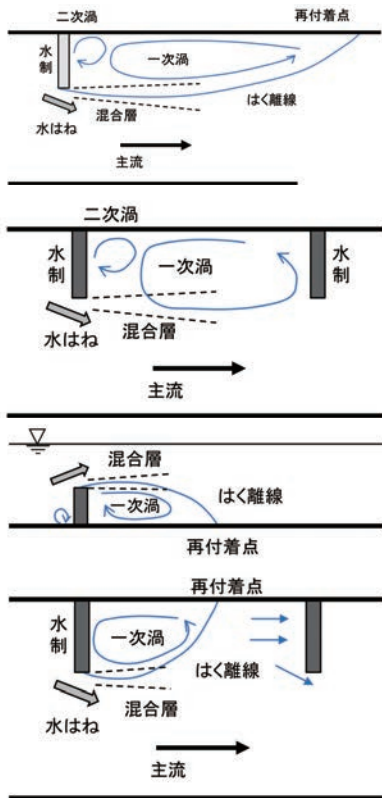 二次渦
再付着点
水制
一次渦
はく離線
混合層
水はね
主流
二次渦
水制
一次渦
水制
水はね
混合層
主流
混合層
はく離線
一次渦
再付着点
再付着点
水制
一次渦
はく離線
混合層
水はね
主流